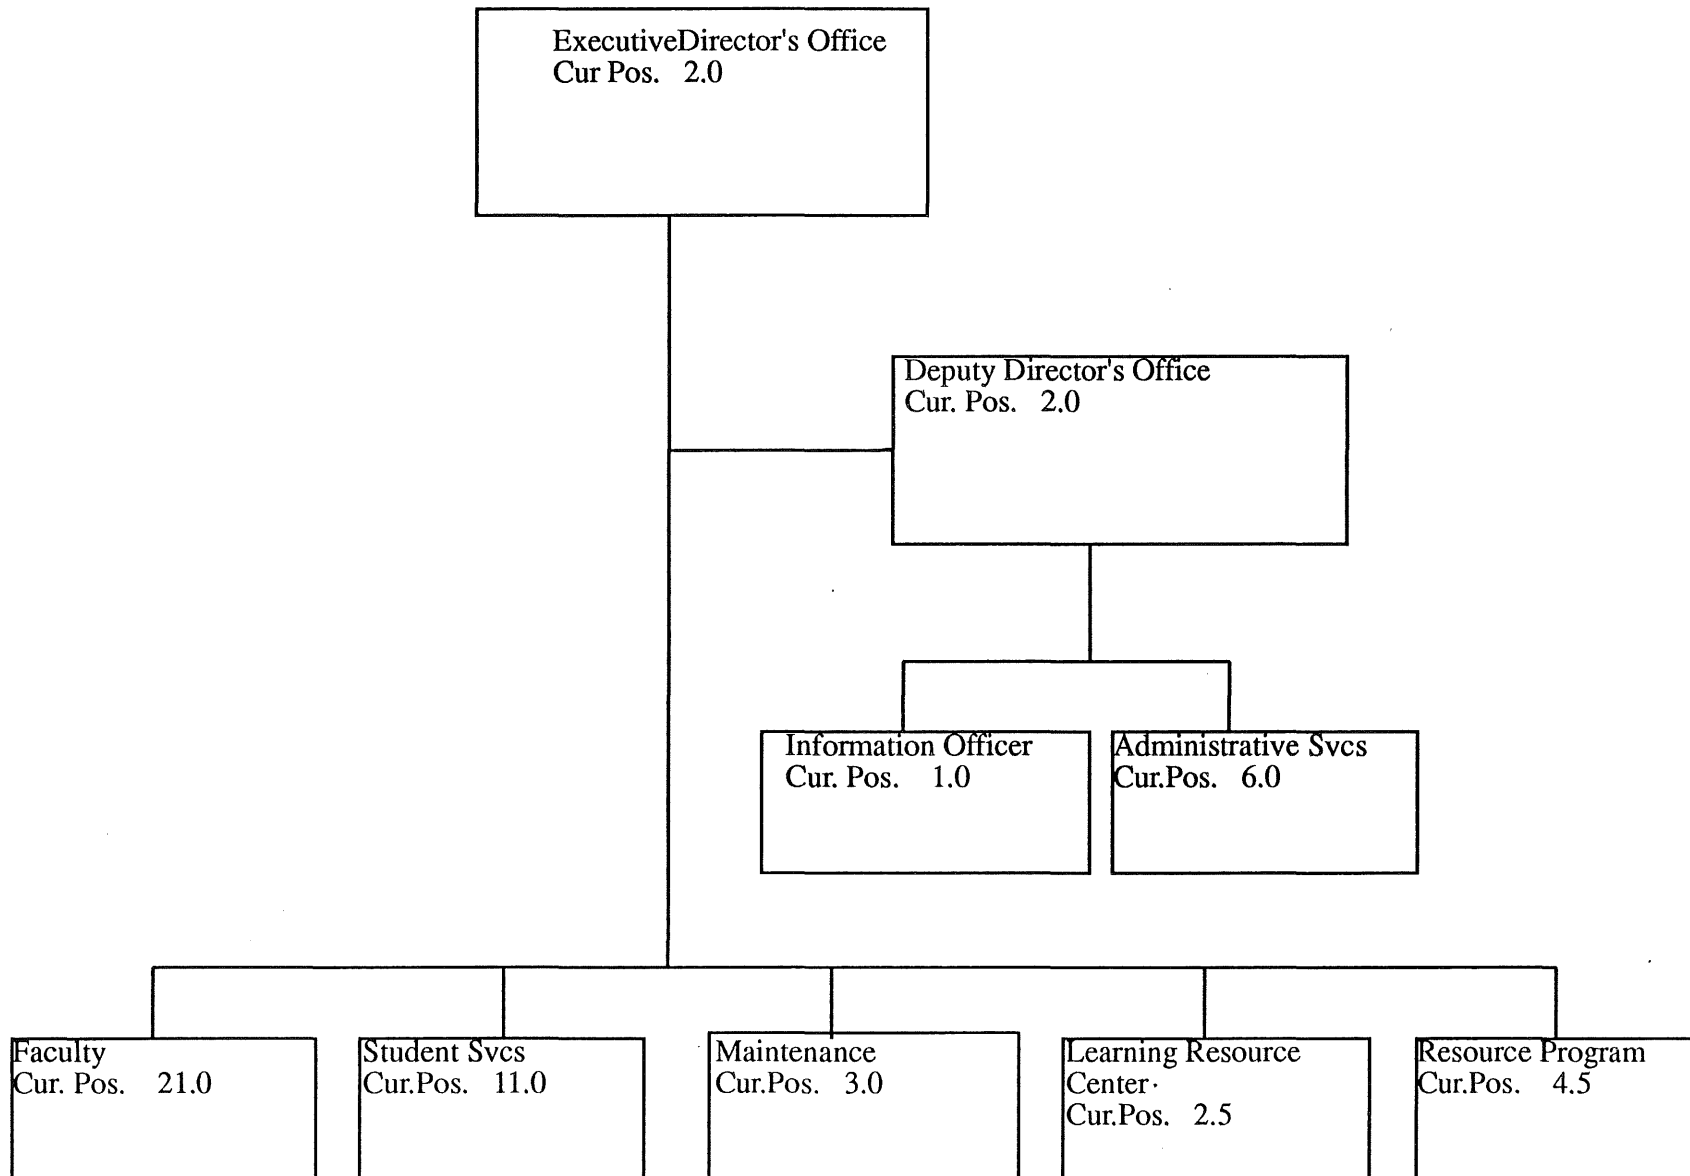 ExecutiveDirector's Office
Cur Pos. 2.0
Deputy Director's Office
Cur. Pos. 2.0
Information Officer
Cur. Pos. 1.0
Administrative Svcs
Cur.Pos. 6.0
Faculty
Cur. Pos. 21.0
Student Svcs
Cur.Pos. 11.0
Maintenance
Cur.Pos. 3.0
Learning Resource
Center
Cur.Pos. 2.5
Resource Program
Cur.Pos. 4.5